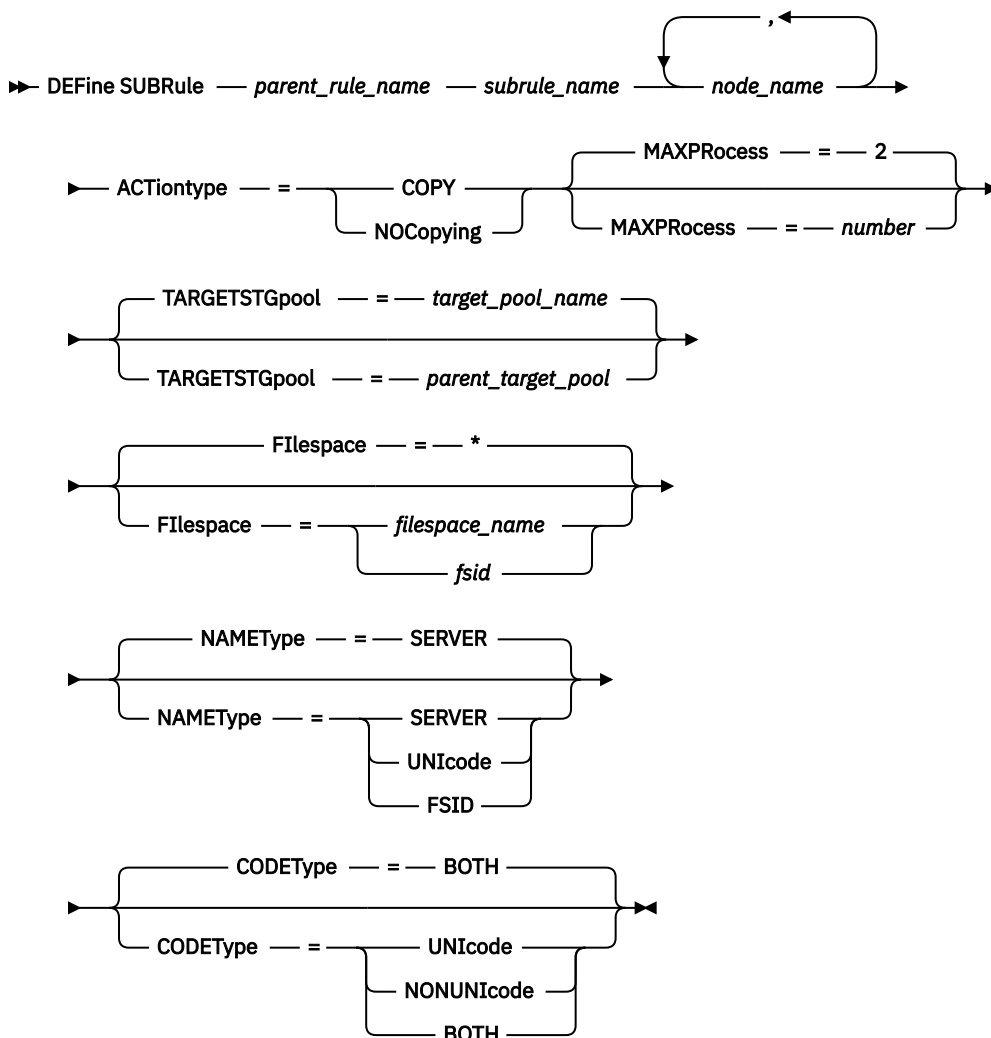 ,
DEFine SUBRule — parent_rule_name — subrule_name — node_name
MAXPRocess — = — 2
ACTiontype — = — COPY
NOCopying
MAXPRocess — = — number
TARGETSTGpool — = — target_pool_name
TARGETSTGpool — = — parent_target_pool
FIlespace — = — *
FIlespace — = — filespace_name
fsid
NAMEType — = — SERVER
NAMEType — = — SERVER
UNIcode
FSID
CODEType — = — BOTH
CODEType — = — UNIcode
NONUNIcode
BOTH